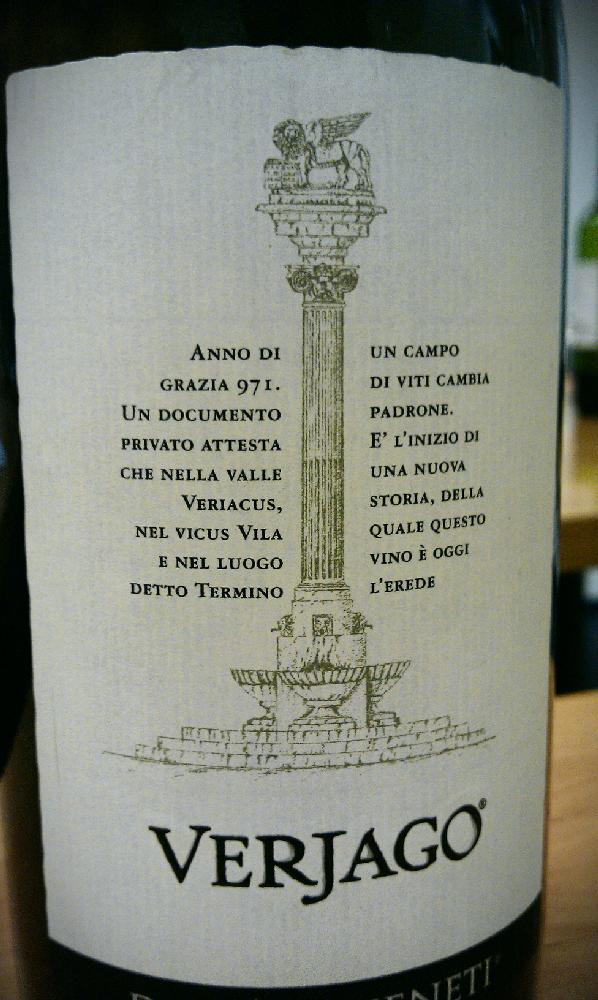 Anno di
grazia 971.
Un documento
privato attesta
che nella valle
Veriacus,
nel vicus Vila
e nel luogo
detto Termino
un campo
di viti cambia
padrone.
E' l'inizio di
una nuova
storia, della
quale questo
vino è oggi
l'erede
Verjago®